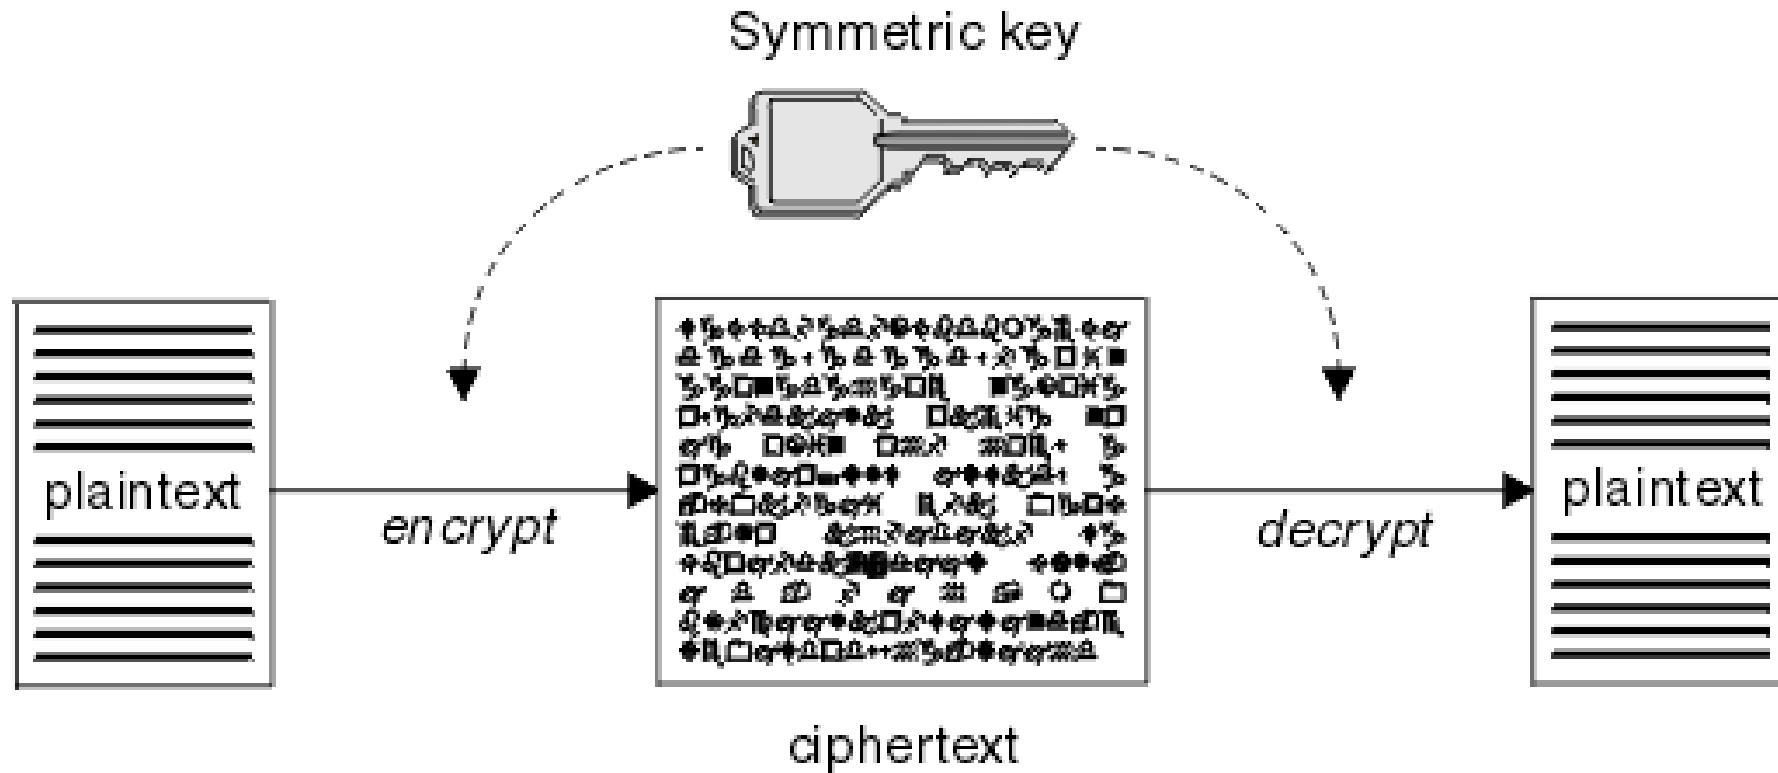 Symmetric key
plaintext
encrypt
decrypt
plaintext
ciphertext